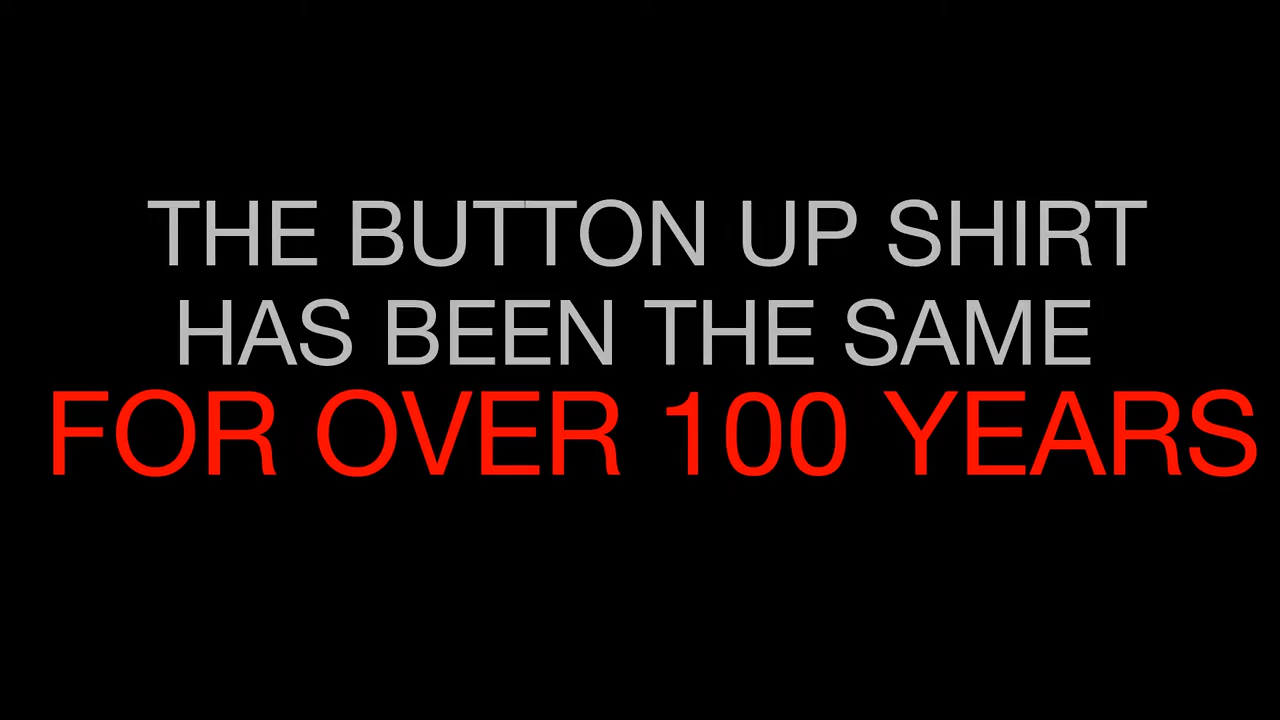 THE BUTTON UP SHIRT
HAS BEEN THE SAME
FOR OVER 100 YEARS